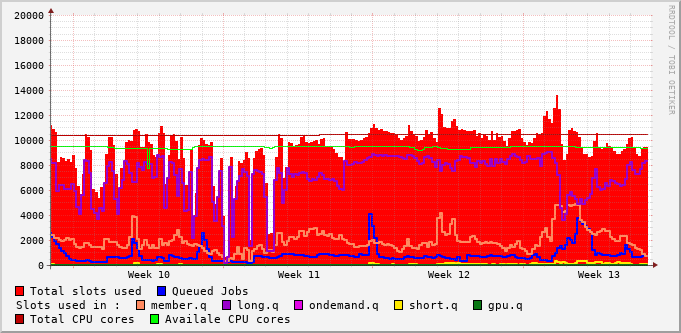 RRDTOOL / TOBI OETIKER
20000
18000
16000
14000
12000
10000
8000
6000
4000
2000
0
Week 10 Week 11 Week 12 Week 13
Total slots used Queued Jobs
Slots used in : member.q long.q ondemand.q short.q gpu.q
Total CPU cores Availale CPU cores